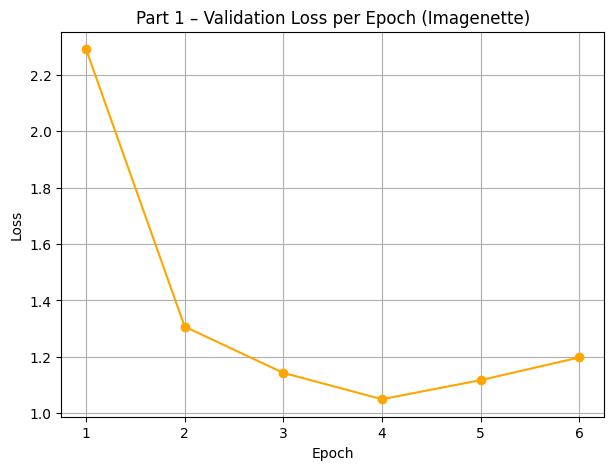 Part 1 – Validation Loss per Epoch (Imagenette)
2.2
2.0
1.8
1.6
1.4
1.2
1.0
Loss
1 2 3 4 5 6
Epoch